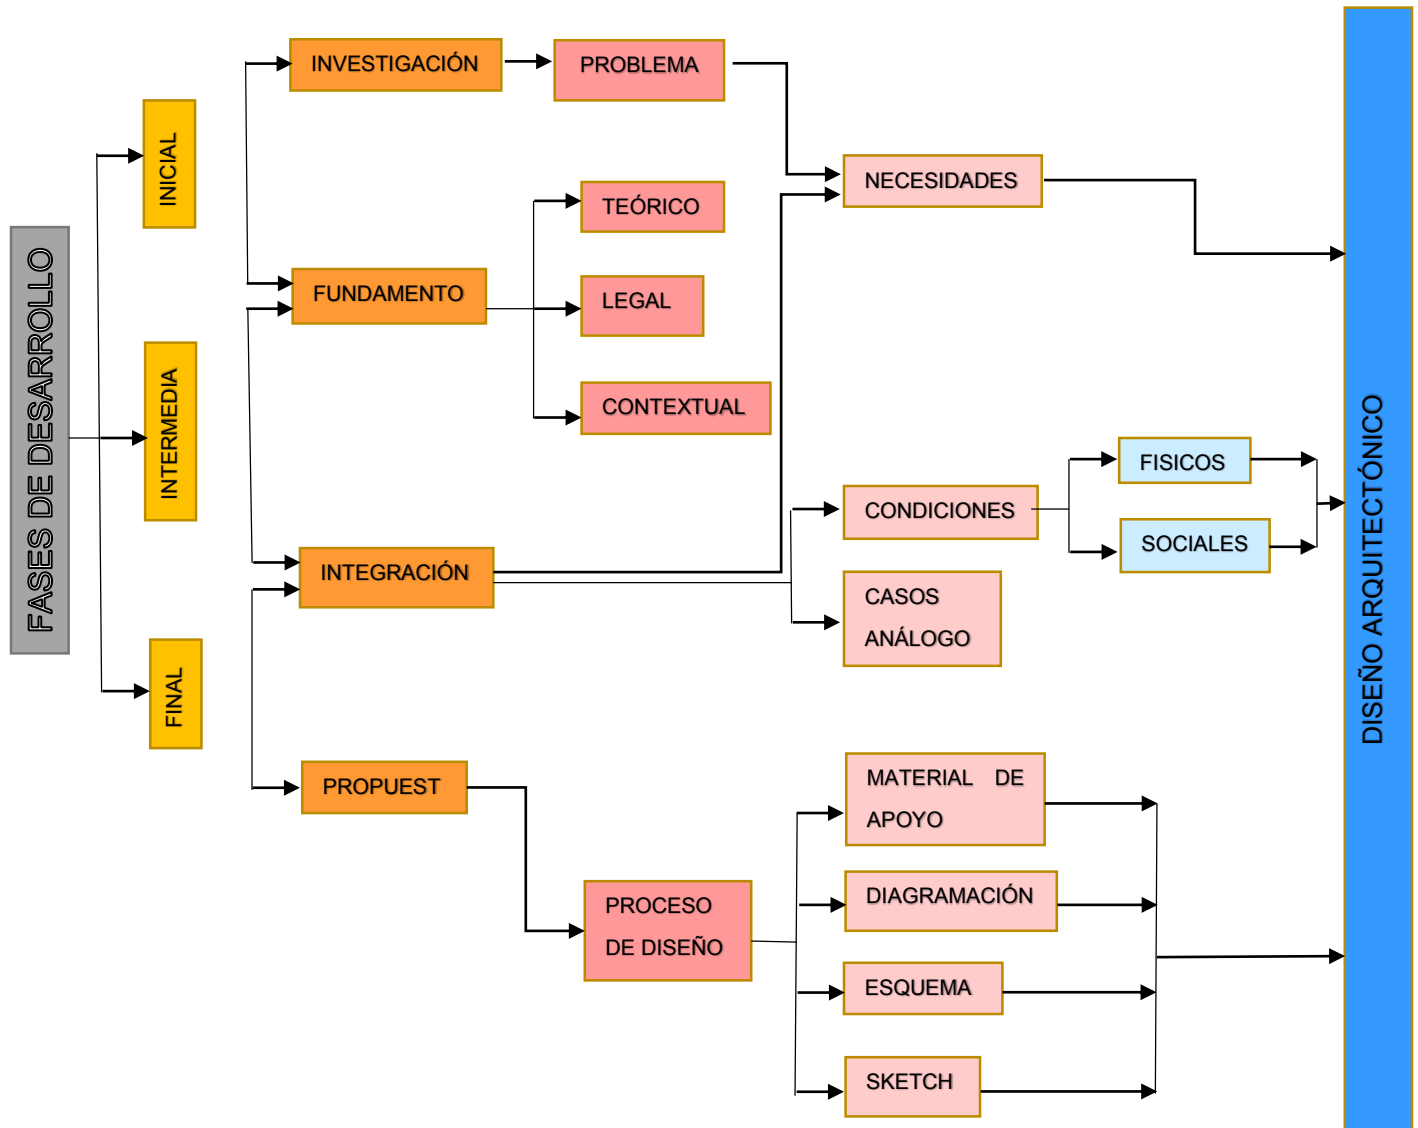 FASES DE DESARROLLO
INICIAL
INTERMEDIA
FINAL
INVESTIGACIÓN
PROBLEMA
NECESIDADES
TEÓRICO
FUNDAMENTO
LEGAL
CONTEXTUAL
FISICOS
CONDICIONES
SOCIALES
INTEGRACIÓN
CASOS
ANÁLOGO
PROPUEST
MATERIAL DE
APOYO
PROCESO
DE DISEÑO
DIAGRAMACIÓN
ESQUEMA
SKETCH
DISEÑO ARQUITECTÓNICO